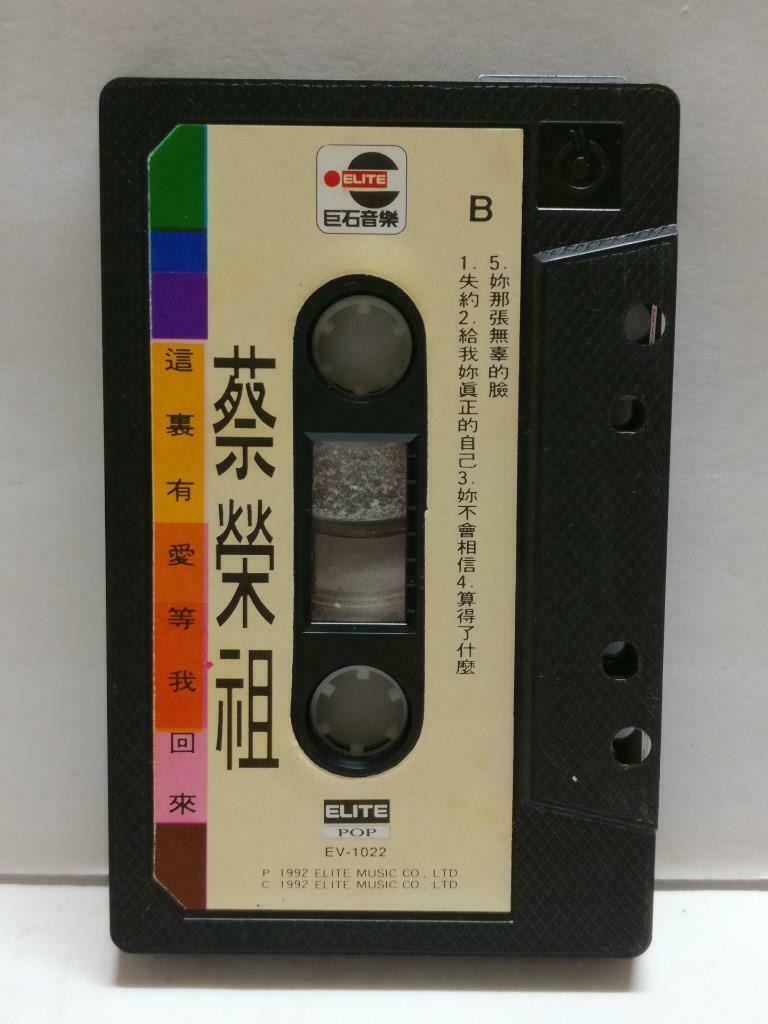 ELITE
巨石音樂
B
1.失約2.給我妳眞正的自己3.妳不會相信4.算得了什麼
5.妳那張無辜的臉
蔡榮祖
這裏有愛等我回來
ELITE
POP
EV-1022
P 1992 ELITE MUSIC CO., LTD.
C 1992 ELITE MUSIC CO., LTD.